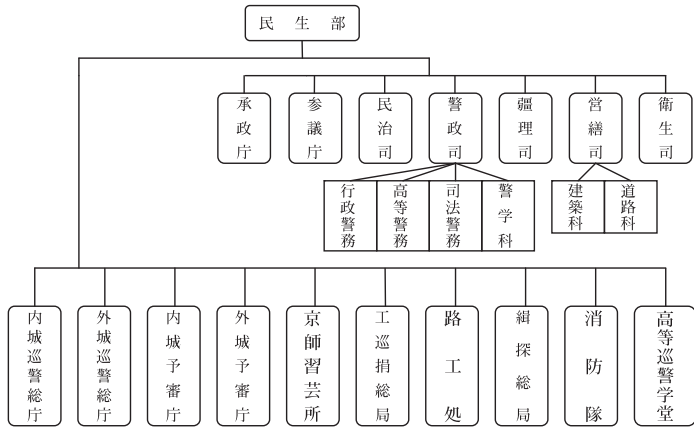 民生部
承政庁
参議庁
民治司
警政司
疆理司
営繕司
衛生司
行政警務
高等警務
司法警務
警学科
建築科
道路科
内城巡警総庁
外城巡警総庁
内城予審庁
外城予審庁
京師習芸所
工巡捐総局
路工処
緝探総局
消防隊
高等巡警学堂